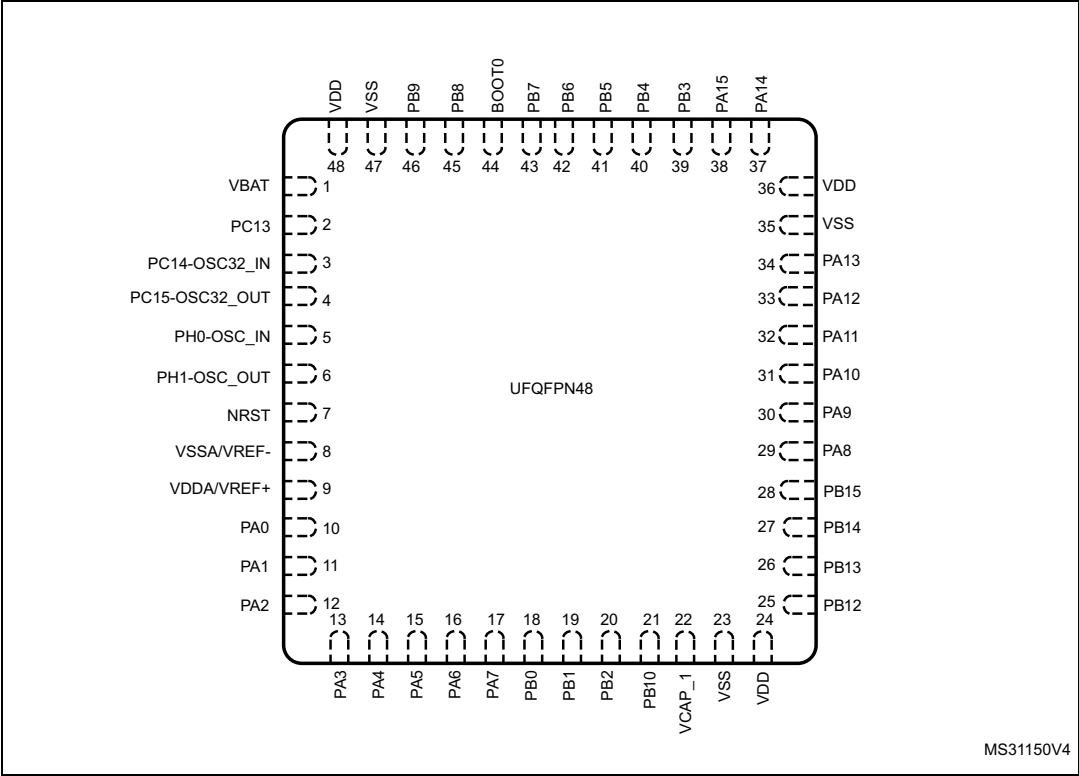 VDD VSS PB9 PB8 BOOT0 PB7 PB6 PB5 PB4 PB3 PA15 PA14
48 47 46 45 44 43 42 41 40 39 38 37
VBAT 1 36 VDD
PC13 2 35 VSS
PC14-OSC32_IN 3 34 PA13
PC15-OSC32_OUT 4 33 PA12
PH0-OSC_IN 5 32 PA11
PH1-OSC_OUT 6 31 PA10
UFQFPN48
NRST 7 30 PA9
VSSA/VREF- 8 29 PA8
VDDA/VREF+ 9 28 PB15
PA0 10 27 PB14
PA1 11 26 PB13
PA2 12 25 PB12
13 14 15 16 17 18 19 20 21 22 23 24
PA3 PA4 PA5 PA6 PA7 PB0 PB1 PB2 PB10 VCAP_1 VSS VDD
MS31150V4